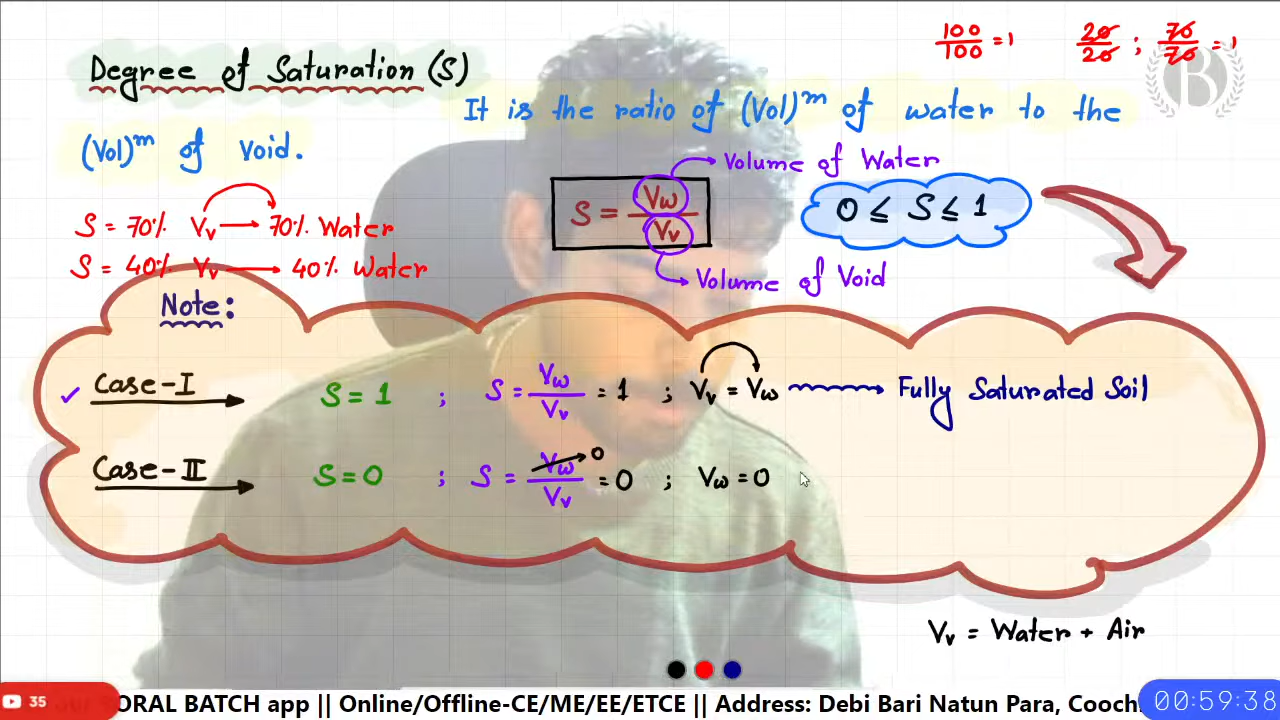 100/100 = 1 20/20 ; 70/70 = 1
B
Degree of Saturation (S)
It is the ratio of (Vol)ᵐ of water to the
(Vol)ᵐ of void.
Volume of Water
S = Vw/Vv
0 ≤ S ≤ 1
Volume of Void
S = 70% Vv → 70% Water
S = 40% Vv → 40% Water
Note:
✓ Case-I → S = 1 ; S = Vw/Vv = 1 ; Vv = Vw → Fully Saturated Soil
Case-II → S = 0 ; S = Vw/Vv → 0 = 0 ; Vw = 0
Vv = Water + Air
35
ORAL BATCH app || Online/Offline-CE/ME/EE/ETCE || Address: Debi Bari Natun Para, Cooch
00:59:38